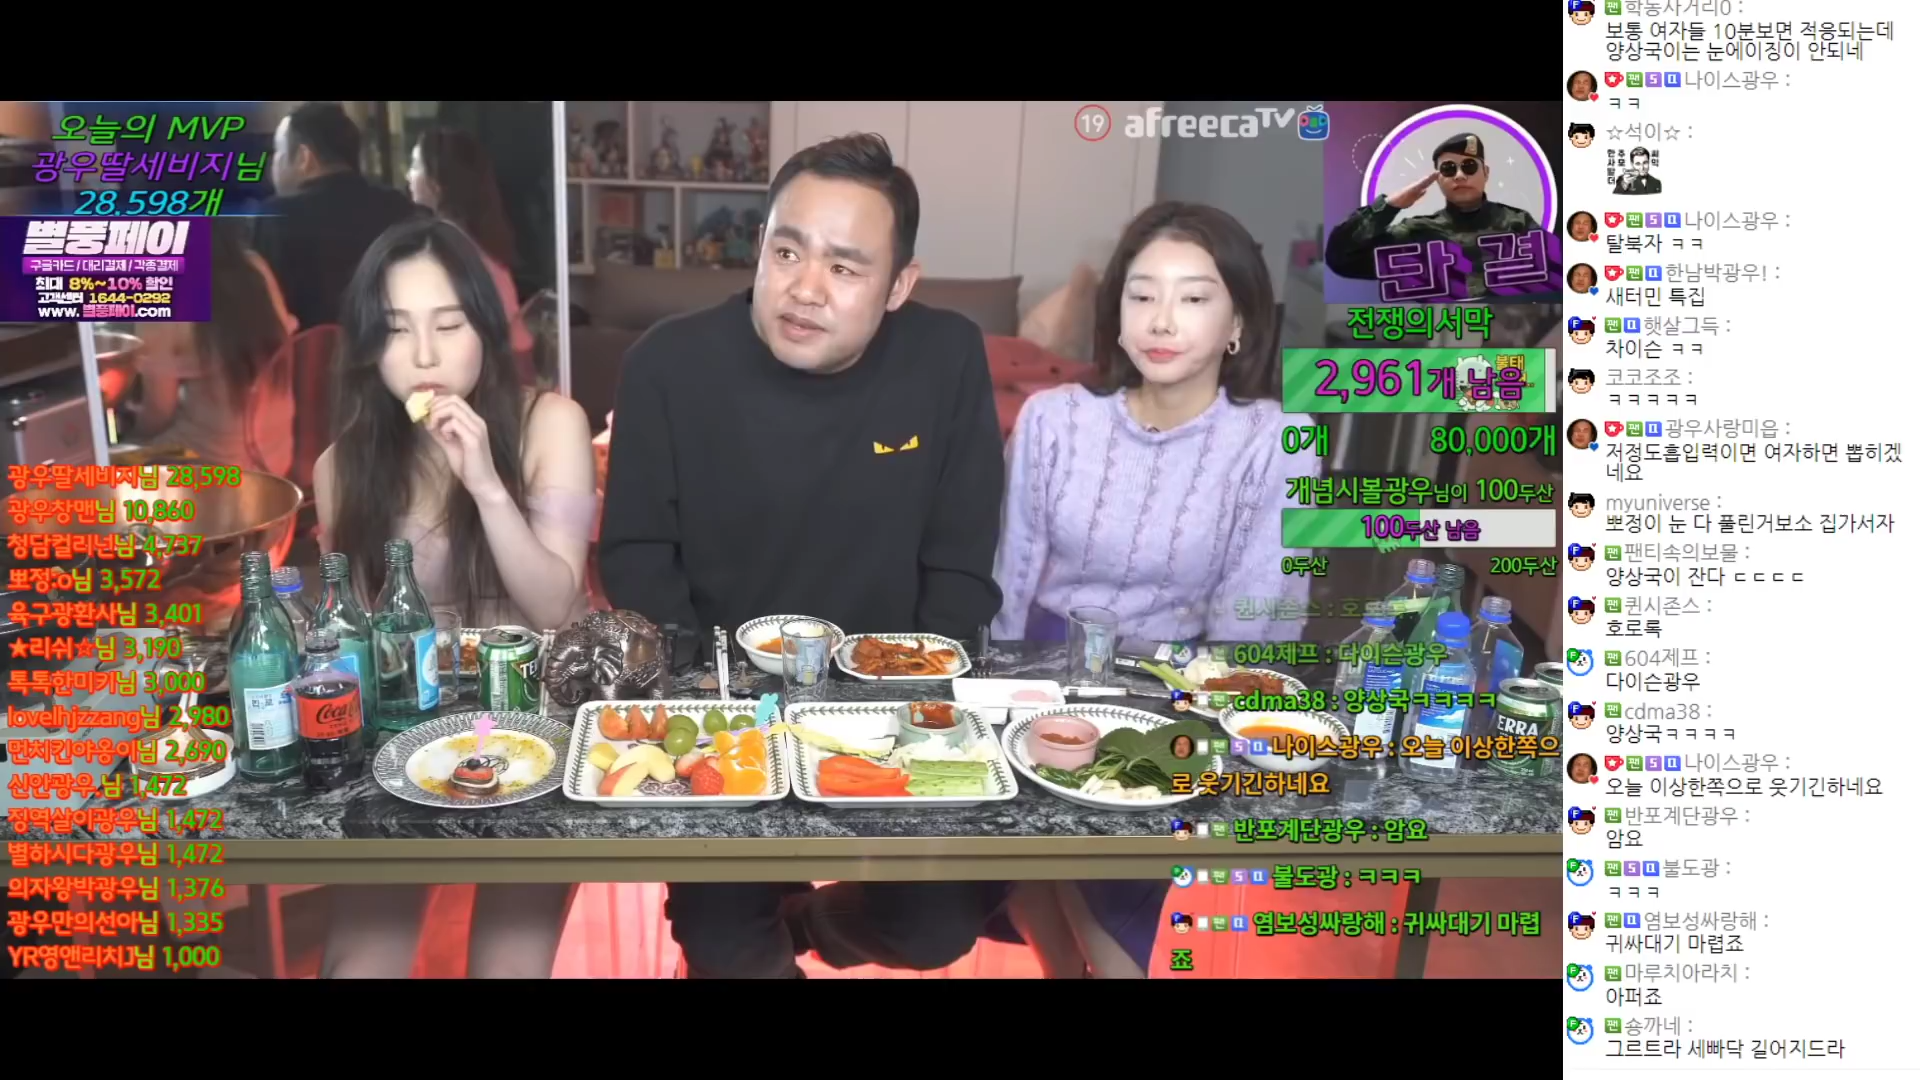 오늘의 MVP
광우딸세비지님
28,598개
별풍페이
구글카드/대리결제/각종결제
최대 8%~10% 할인
고객센터 1644-0292
www.별풍페이.com
광우딸세비지님 28,598
광우창맨님 10,860
청담컬리넌님 4,737
뽀정:o님 3,572
육구광환사님 3,401
★리쉬☆님 3,190
톡톡한미키님 3,000
lovelhjzzang님 2,980
먼치킨야옹이님 2,690
신안광우.님 1,472
정역살이광우님 1,472
별하시다광우님 1,472
의자왕박광우님 1,376
광우만의선아님 1,335
YR영앤리치J님 1,000
19 afreecaTV
단결
전쟁의서막
2,961개 남음
0개 80,000개
개념시볼광우님이 100두산
100두산 남음
0두산 200두산
퀸시존스 : 호로록
604제프 : 다이슨광우
cdma38 : 양상국ㅋㅋㅋㅋ
나이스광우 : 오늘 이상한쪽으
로 웃기긴하네요
반포계단광우 : 암요
불도광 : ㅋㅋㅋ
염보성싸랑해 : 귀싸대기 마렵
죠
Coca
TERRA
학동사거리0 :
보통 여자들 10분보면 적응되는데
양상국이는 눈에이징이 안되네
나이스광우 :
ㅋㅋ
☆석이☆ :
나이스광우 :
탈북자 ㅋㅋ
한남박광우! :
새터민 특집
햇살그득 :
차이슨 ㅋㅋ
코코조조 :
ㅋㅋㅋㅋㅋ
광우사랑미읍 :
저정도흡입력이면 여자하면 뽑히겠
네요
myuniverse :
뽀정이 눈 다 풀린거보소 집가서자
팬티속의보물 :
양상국이 잔다 ㄷㄷㄷㄷ
퀸시존스 :
호로록
604제프 :
다이슨광우
cdma38 :
양상국ㅋㅋㅋㅋ
나이스광우 :
오늘 이상한쪽으로 웃기긴하네요
반포계단광우 :
암요
불도광 :
ㅋㅋㅋ
염보성싸랑해 :
귀싸대기 마렵죠
마루치아라치 :
아퍼죠
숑까네 :
그르트라 세빠닥 길어지드라